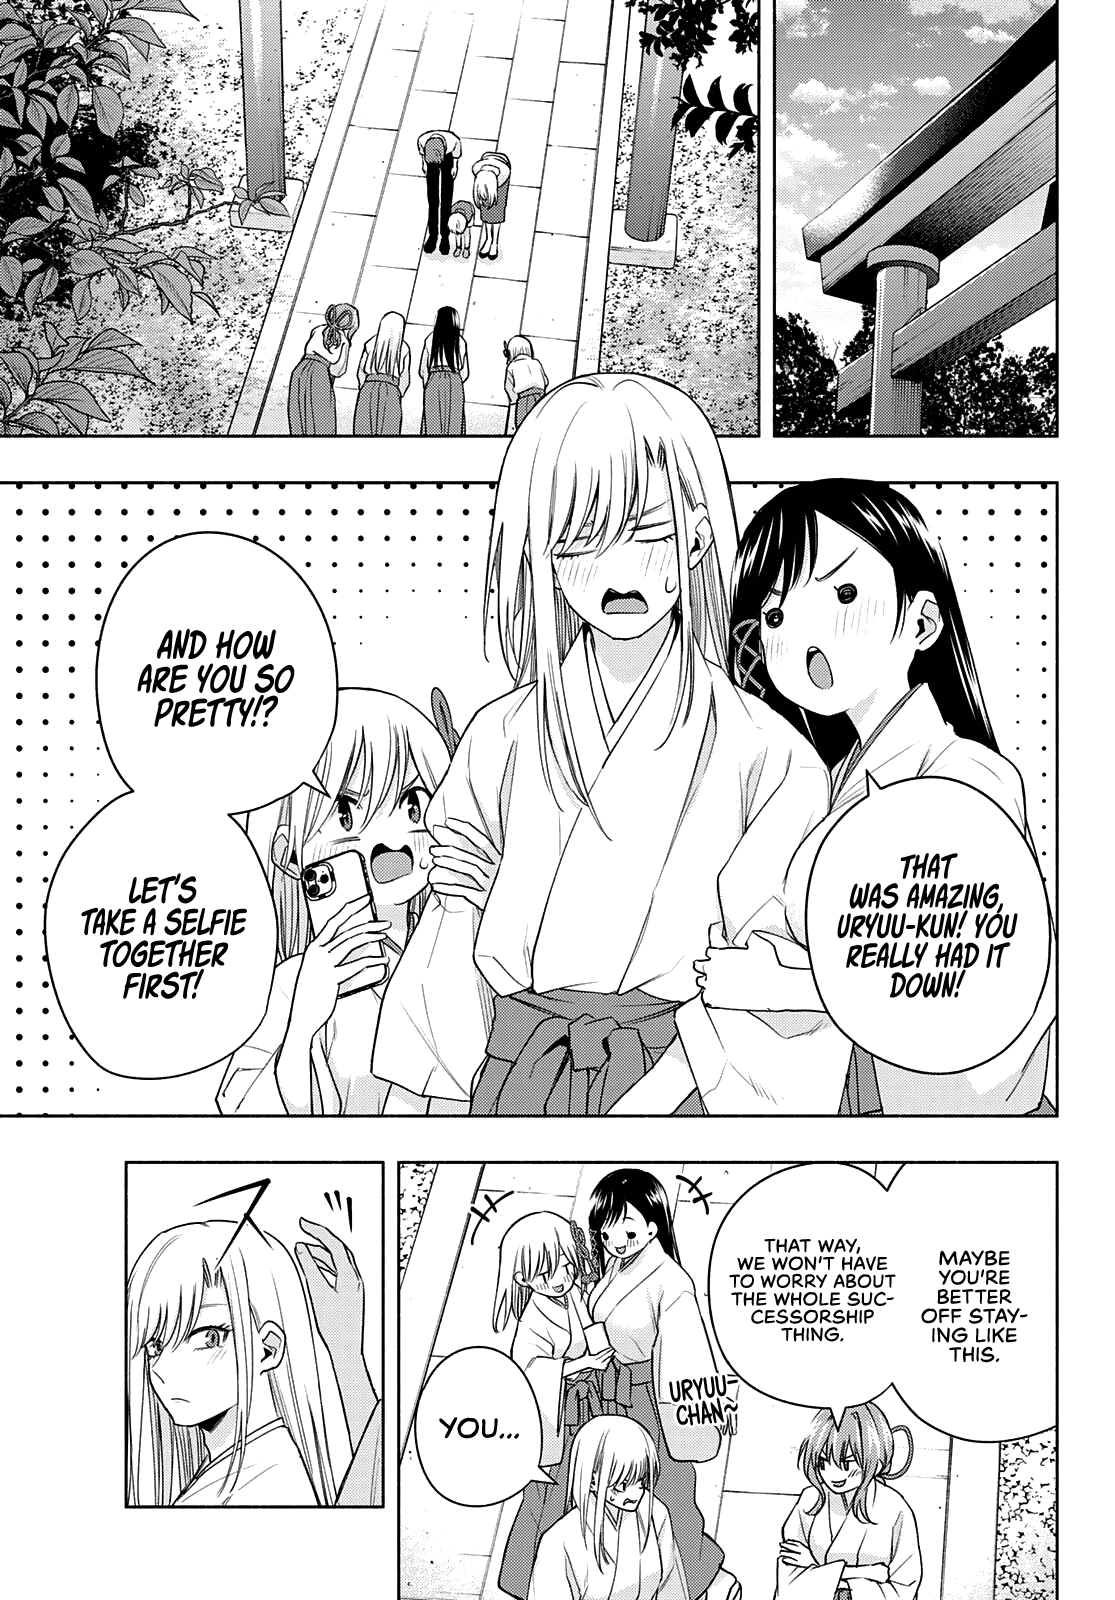 THAT
WAS AMAZING,
URYUU-KUN! YOU
REALLY HAD IT
DOWN!
AND HOW
ARE YOU SO
PRETTY!?
LET'S
TAKE A SELFIE
TOGETHER
FIRST!
MAYBE
YOU'RE
BETTER
OFF STAY-
ING LIKE
THIS.
THAT WAY,
WE WON'T HAVE
TO WORRY ABOUT
THE WHOLE SUC-
CESSORSHIP
THING.
URYUU-
CHAN~
YOU...